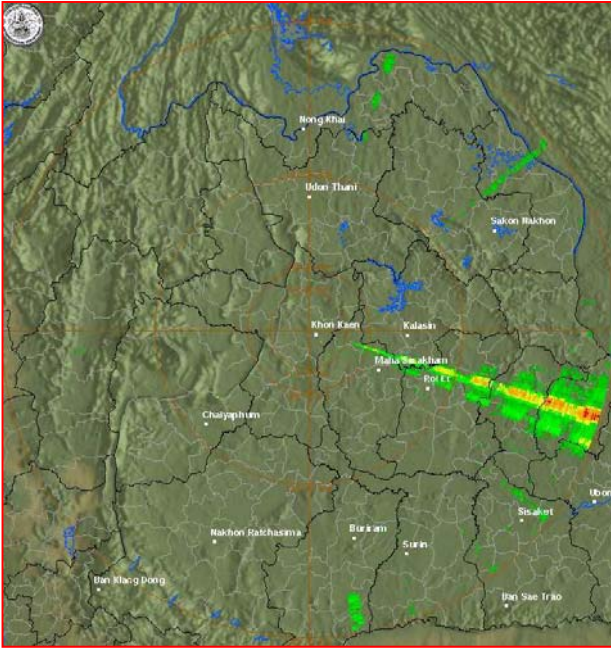 Nong Khai
Udon Thani
Sakon Nakhon
Khon Kaen
Kalasin
Maha Sarakham
Roi Et
Chaiyaphum
Ubon
Sisaket
Buriram
Nakhon Ratchasima
Surin
Ban Klang Dong
Ban Sae Trao